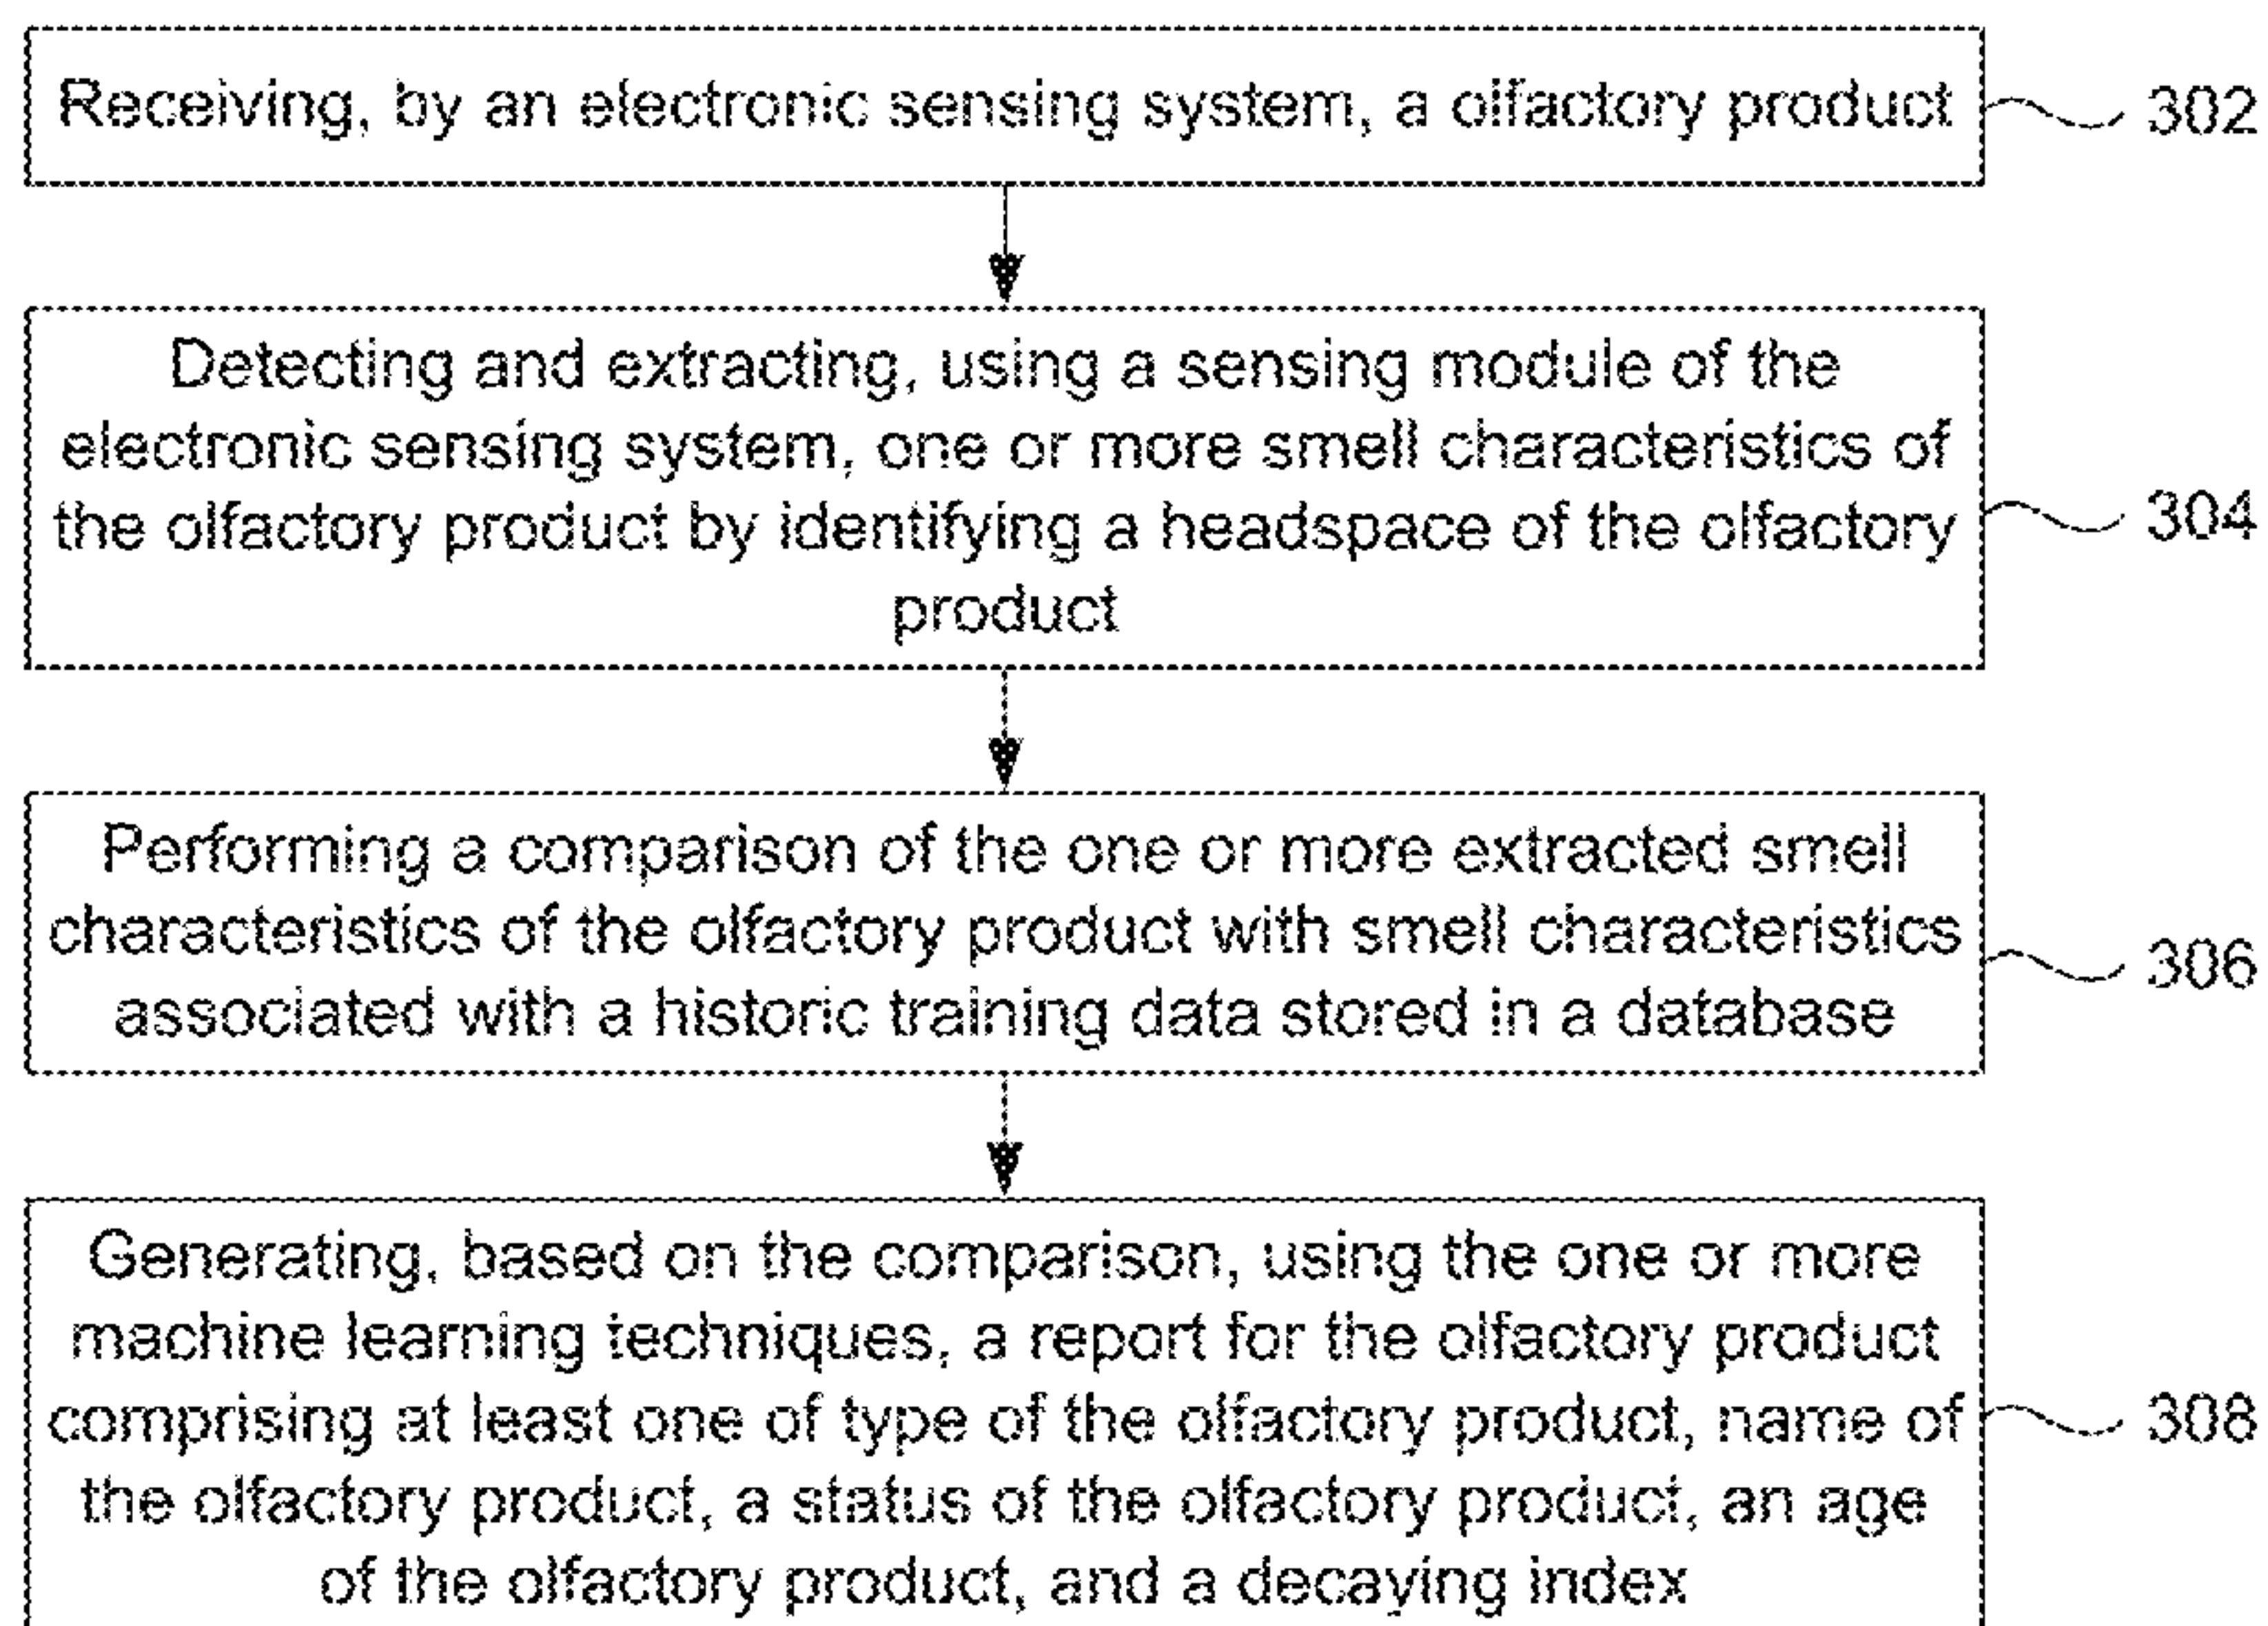 Receiving, by an electronic sensing system, a olfactory product
302
Detecting and extracting, using a sensing module of the
electronic sensing system, one or more smell characteristics of
the olfactory product by identifying a headspace of the olfactory
product
304
Performing a comparison of the one or more extracted smell
characteristics of the olfactory product with smell characteristics
associated with a historic training data stored in a database
306
Generating, based on the comparison, using the one or more
machine learning techniques, a report for the olfactory product
comprising at least one of type of the olfactory product, name of
the olfactory product, a status of the olfactory product, an age
of the olfactory product, and a decaying index
308